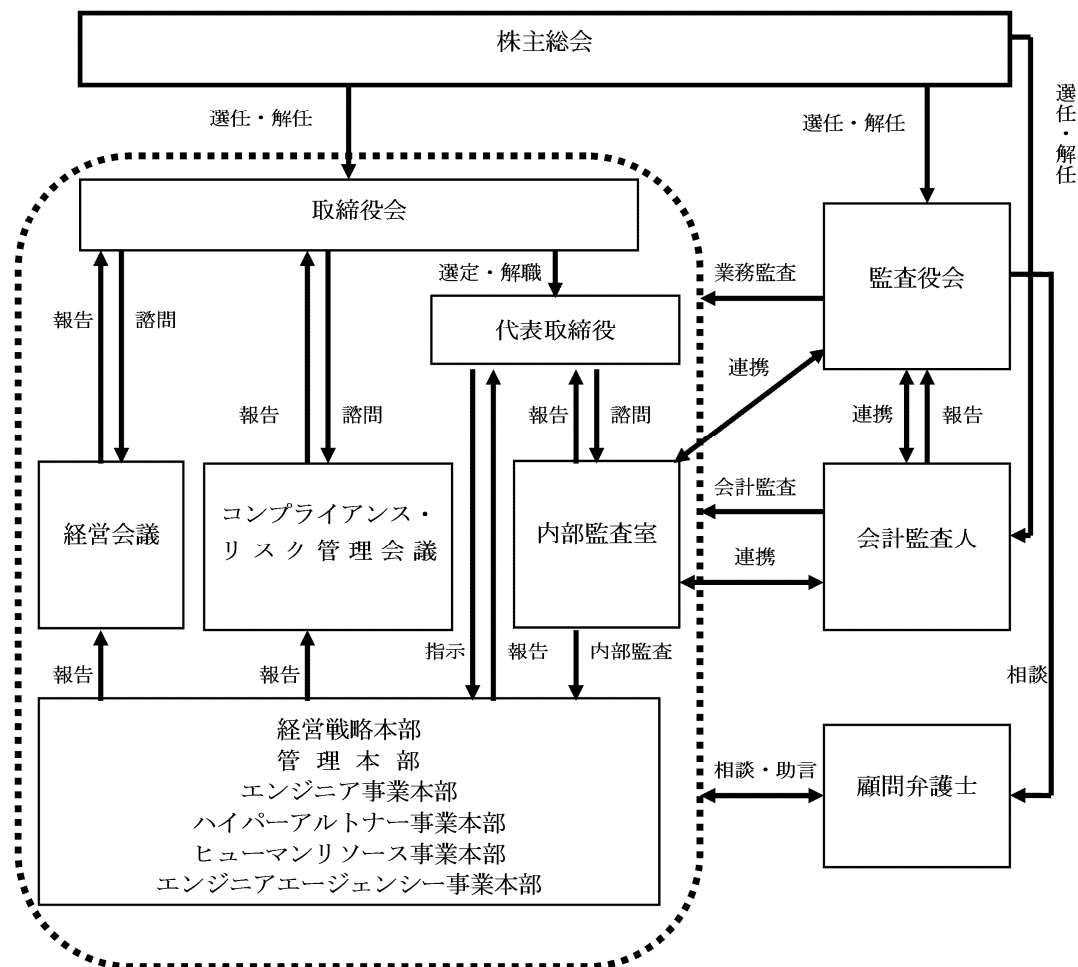 株主総会
選任・解任
選任・解任
選任・解任
取締役会
選定・解職
代表取締役
業務監査
監査役会
報告
諮問
報告
諮問
報告
諮問
連携
連携
報告
経営会議
コンプライアンス・
リスク管理会議
内部監査室
会計監査
連携
会計監査人
報告
報告
指示
報告
内部監査
相談
経営戦略本部
管理本部
エンジニア事業本部
ハイパーアルトナー事業本部
ヒューマンリソース事業本部
エンジニアエージェンシー事業本部
相談・助言
顧問弁護士